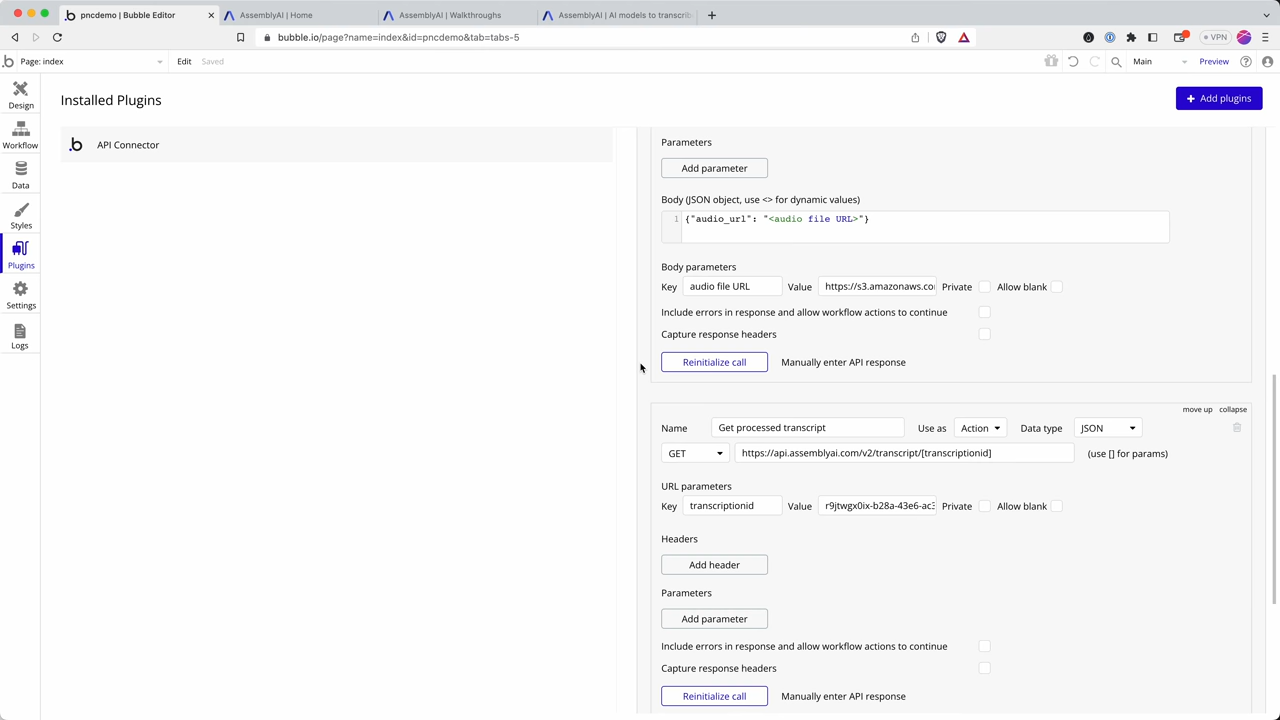 pncdemo | Bubble Editor
AssemblyAI | Home
AssemblyAI | Walkthroughs
AssemblyAI | AI models to transcrib
bubble.io/page?name=index&id=pncdemo&tab=tabs-5
VPN
Page: index
Edit
Saved
Main
Preview
Design
Workflow
Data
Styles
Plugins
Settings
Logs
Installed Plugins
+ Add plugins
API Connector
Parameters
Add parameter
Body (JSON object, use <> for dynamic values)
1 {"audio_url": "<audio file URL>"}
Body parameters
Key audio file URL Value https://s3.amazonaws.co Private Allow blank
Include errors in response and allow workflow actions to continue
Capture response headers
Reinitialize call Manually enter API response
move up collapse
Name Get processed transcript Use as Action Data type JSON
GET https://api.assemblyai.com/v2/transcript/[transcriptionid] (use [] for params)
URL parameters
Key transcriptionid Value r9jtwgx0ix-b28a-43e6-ac3 Private Allow blank
Headers
Add header
Parameters
Add parameter
Include errors in response and allow workflow actions to continue
Capture response headers
Reinitialize call Manually enter API response